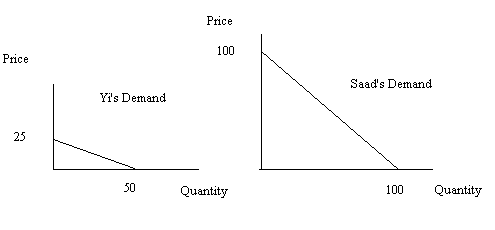 Price
Yi's Demand
25
50
Quantity
Price
100
Saad's Demand
100
Quantity